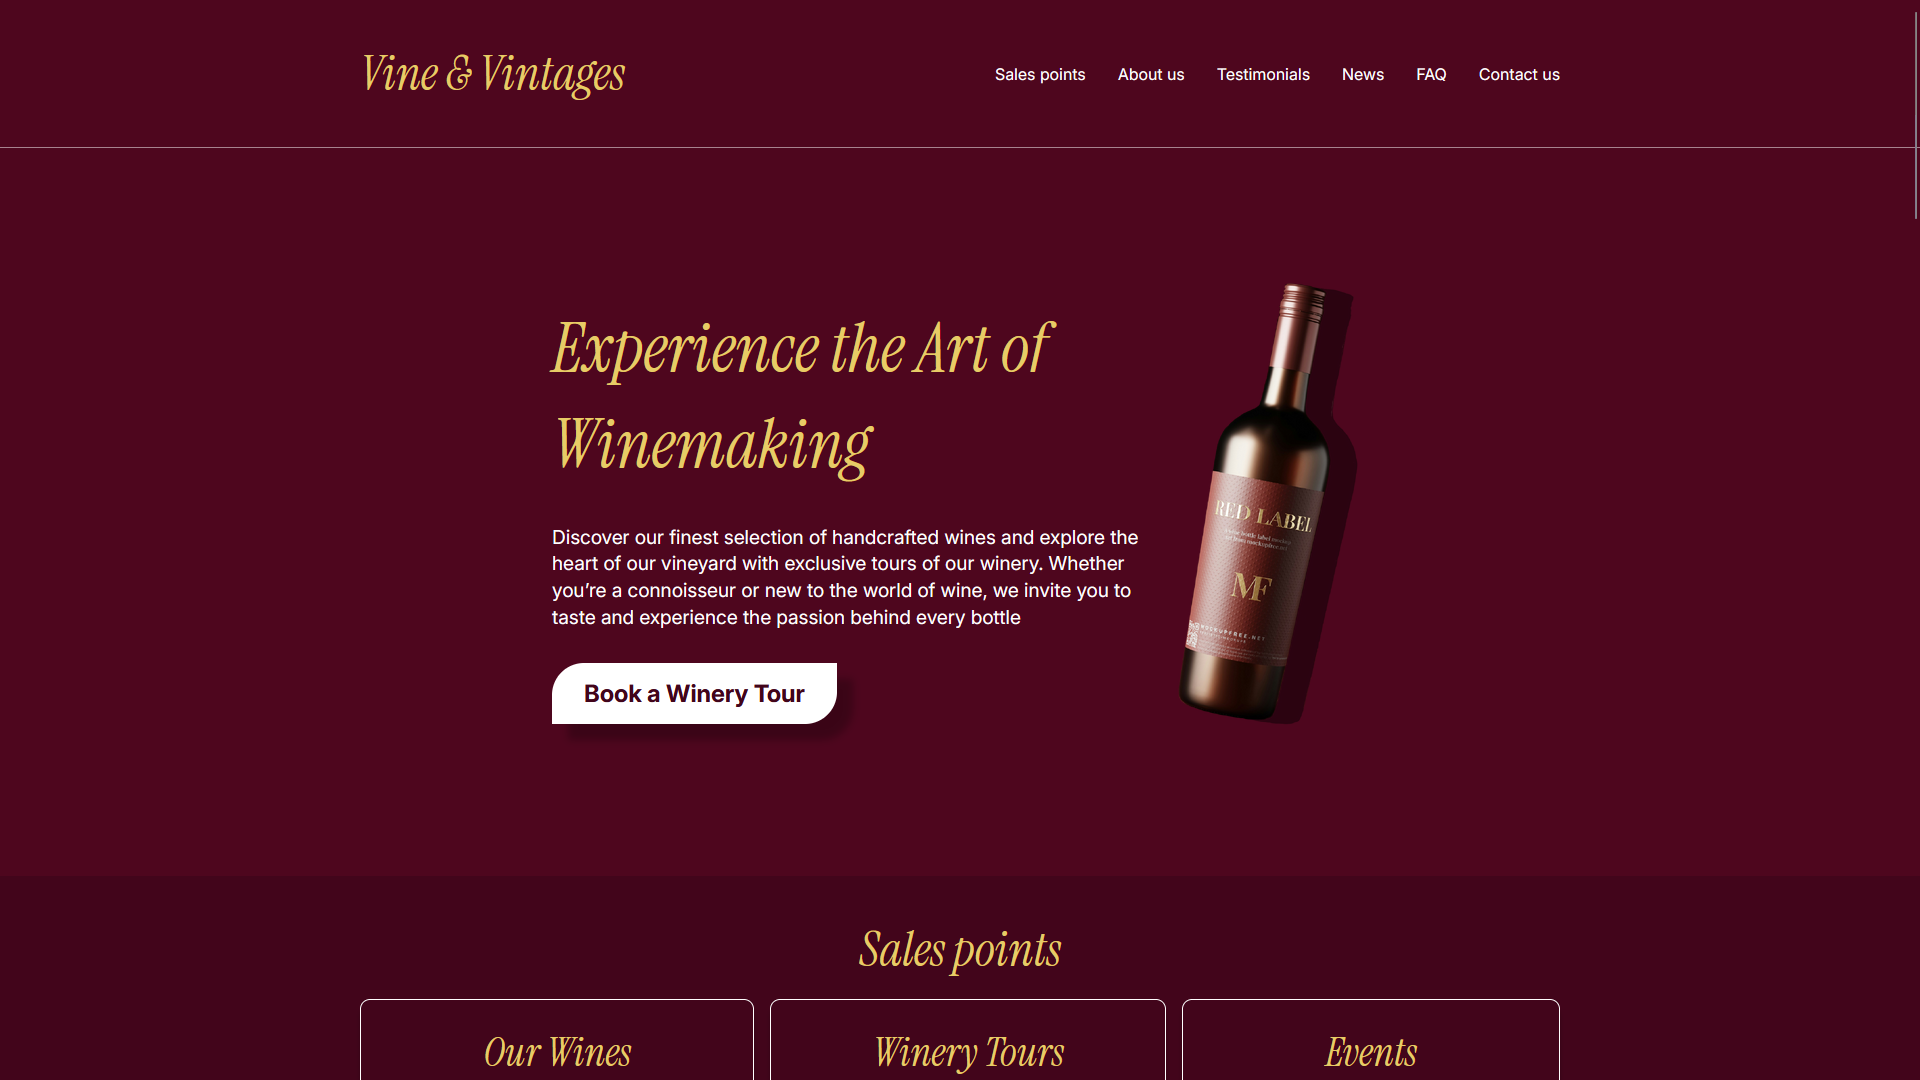 Vine & Vintages
Sales points
About us
Testimonials
News
FAQ
Contact us
Experience the Art of
Winemaking
Discover our finest selection of handcrafted wines and explore the
heart of our vineyard with exclusive tours of our winery. Whether
you’re a connoisseur or new to the world of wine, we invite you to
taste and experience the passion behind every bottle
Book a Winery Tour
RED LABEL
MF
MOCKUPFREE.NET
Sales points
Our Wines
Winery Tours
Events